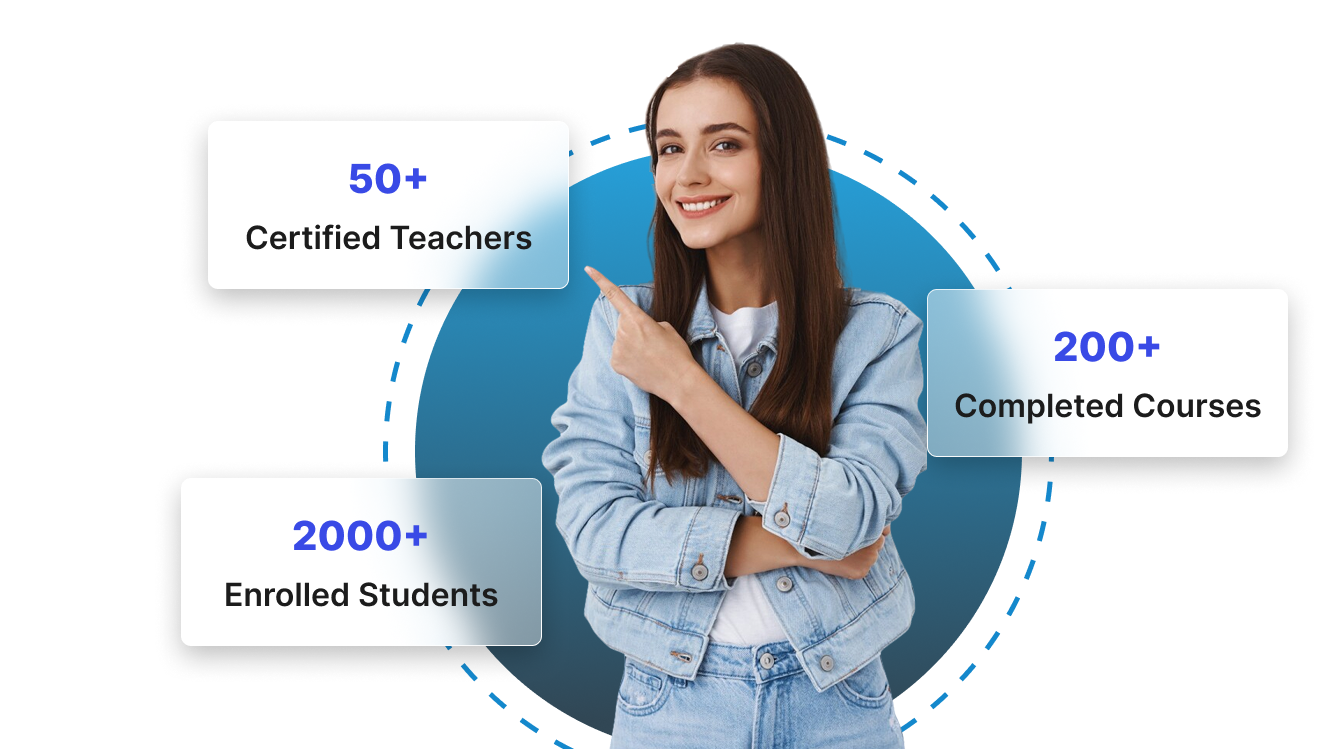 50+
Certified Teachers
200+
Completed Courses
2000+
Enrolled Students